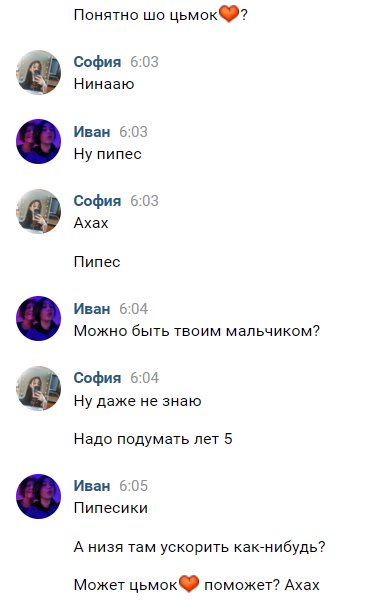 Понятно шо цьмок❤?
София 6:03
Нинааю
Иван 6:03
Ну пипес
София 6:03
Ахах
Пипес
Иван 6:04
Можно быть твоим мальчиком?
София 6:04
Ну даже не знаю
Надо подумать лет 5
Иван 6:05
Пипесики
А низя там ускорить как-нибудь?
Может цьмок❤ поможет? Ахах